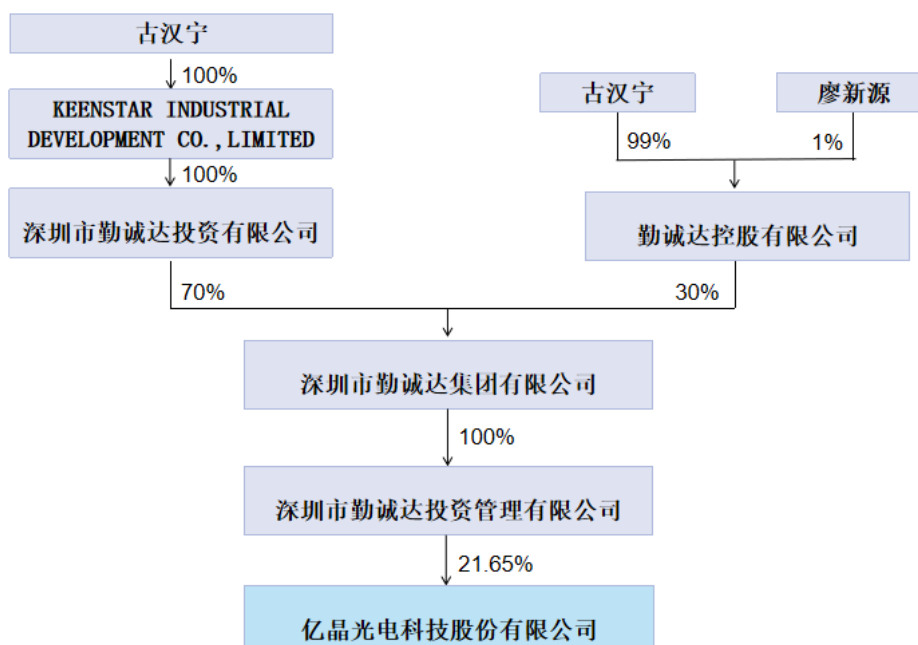 古汉宁
100%
KEENSTAR INDUSTRIAL
DEVELOPMENT CO.,LIMITED
100%
深圳市勤诚达投资有限公司
古汉宁
廖新源
99%
1%
勤诚达控股有限公司
70%
30%
深圳市勤诚达集团有限公司
100%
深圳市勤诚达投资管理有限公司
21.65%
亿晶光电科技股份有限公司